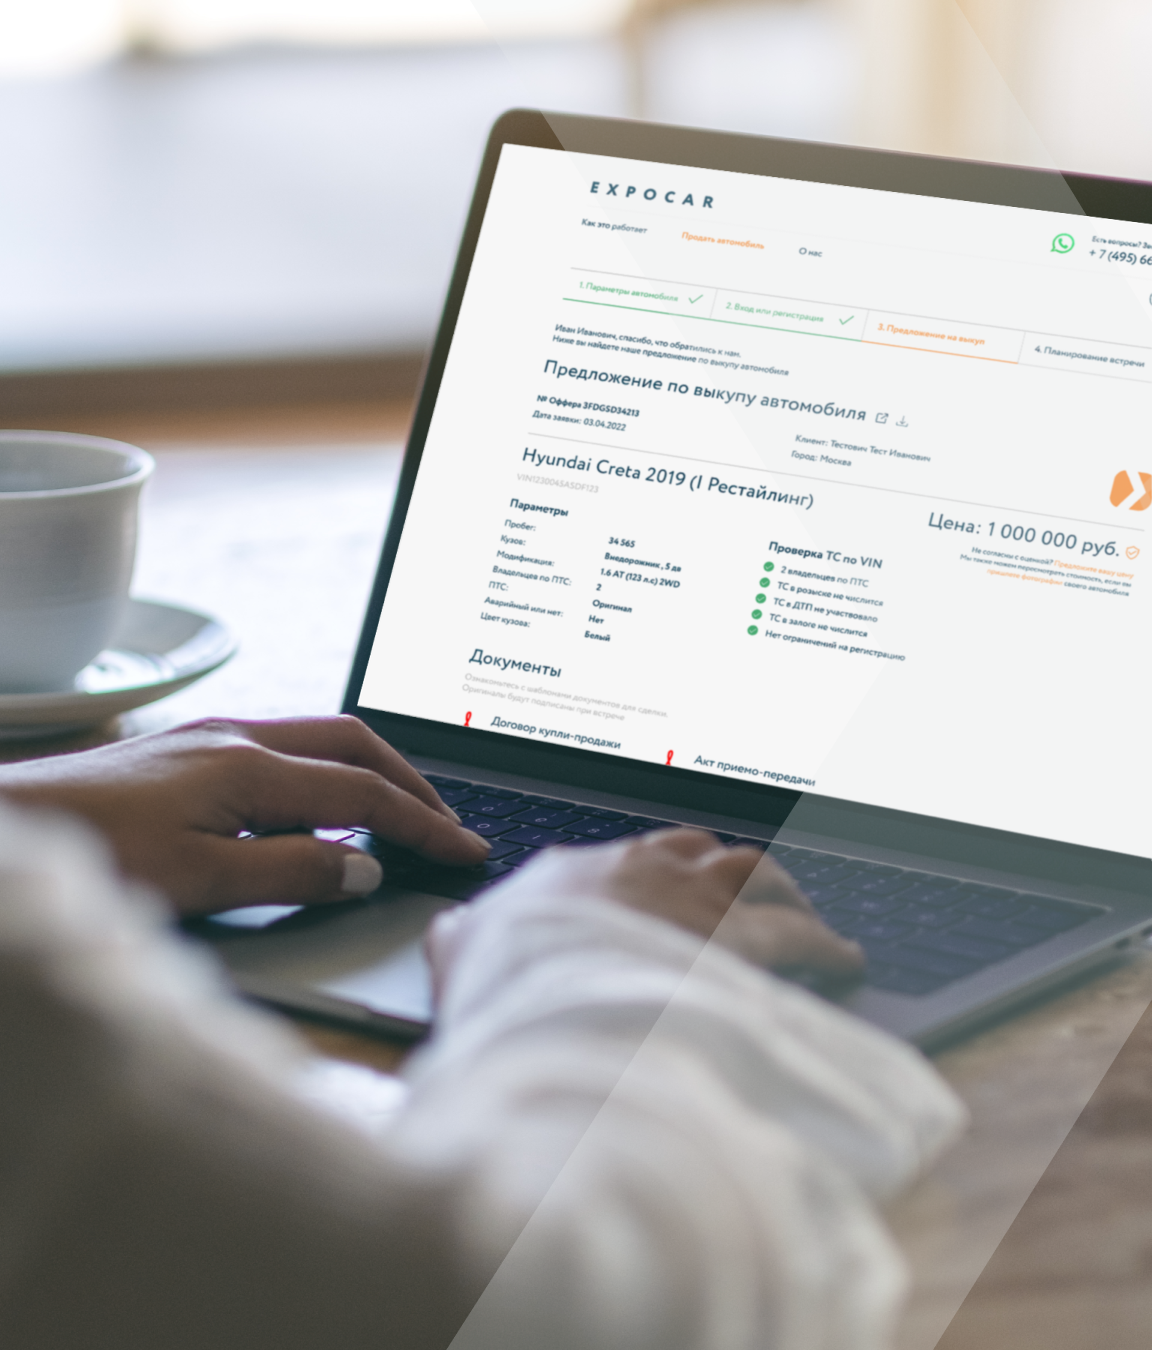 EXPOCAR
Есть вопросы?
+ 7 (495) 66
Как это работает
Продать автомобиль
О нас
1. Параметры автомобиля
2. Вход или регистрация
3. Предложение на выкуп
4. Планирование встречи
Иван Иванович, спасибо, что обратились к нам.
Ниже вы найдете наше предложение по выкупу автомобиля
Предложение по выкупу автомобиля
№ Оффера 3FDGSD34213
Дата заявки: 03.04.2022
Клиент: Тестович Тест Иванович
Город: Москва
Hyundai Creta 2019 (I Рестайлинг)
VIN1230045ASDF123
Цена: 1 000 000 руб.
Не согласны с оценкой? Предложите вашу цену
Мы также можем пересмотреть стоимость, если вы
пришлете фотографии своего автомобиля
Параметры
Пробег: 34 565
Кузов: Внедорожник, 5 дв
Модификация: 1.6 AT (123 л.с) 2WD
Владельцев по ПТС: 2
ПТС: Оригинал
Аварийный или нет: Нет
Цвет кузова: Белый
Проверка ТС по VIN
2 владельцев по ПТС
ТС в розыске не числится
ТС в ДТП не участвовало
ТС в залоге не числится
Нет ограничений на регистрацию
Документы
Ознакомьтесь с шаблонами документов для сделки.
Оригиналы будут подписаны при встрече
Договор купли-продажи
Акт приемо-передачи